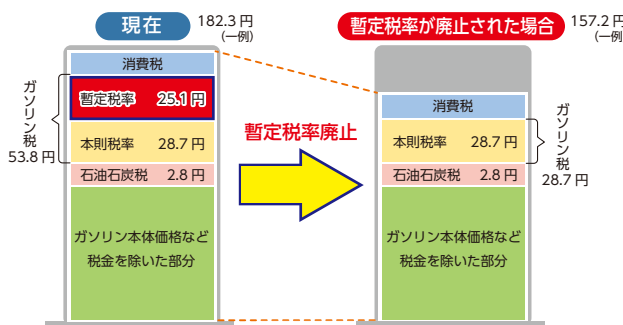 現在
182.3 円
（一例）
消費税
暫定税率 25.1 円
本則税率 28.7 円
石油石炭税 2.8 円
ガソリン本体価格など
税金を除いた部分
ガソリン税
53.8 円
暫定税率廃止
暫定税率が廃止された場合
157.2 円
（一例）
消費税
本則税率 28.7 円
石油石炭税 2.8 円
ガソリン本体価格など
税金を除いた部分
ガソリン税
28.7 円